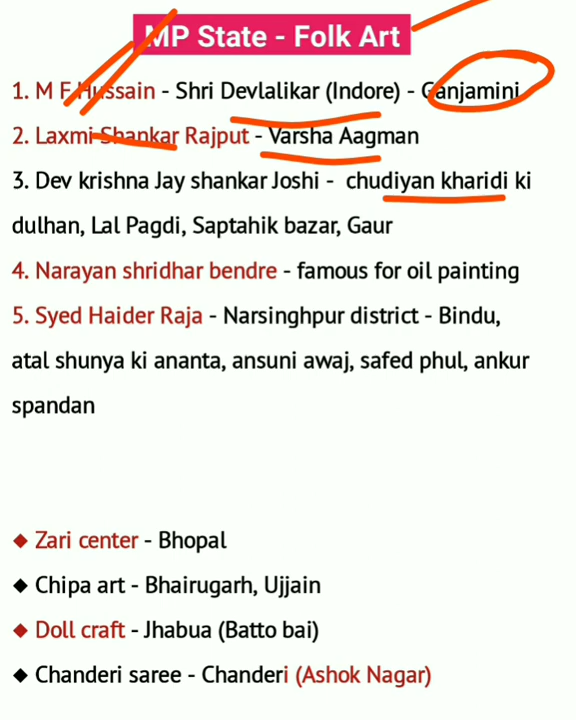 MP State - Folk Art
1. M F Hussain - Shri Devlalikar (Indore) - Ganjamini
2. Laxmi Shankar Rajput - Varsha Aagman
3. Dev krishna Jay shankar Joshi - chudiyan kharidi ki
dulhan, Lal Pagdi, Saptahik bazar, Gaur
4. Narayan shridhar bendre - famous for oil painting
5. Syed Haider Raja - Narsinghpur district - Bindu,
atal shunya ki ananta, ansuni awaj, safed phul, ankur
spandan
◆ Zari center - Bhopal
◆ Chipa art - Bhairugarh, Ujjain
◆ Doll craft - Jhabua (Batto bai)
◆ Chanderi saree - Chanderi (Ashok Nagar)